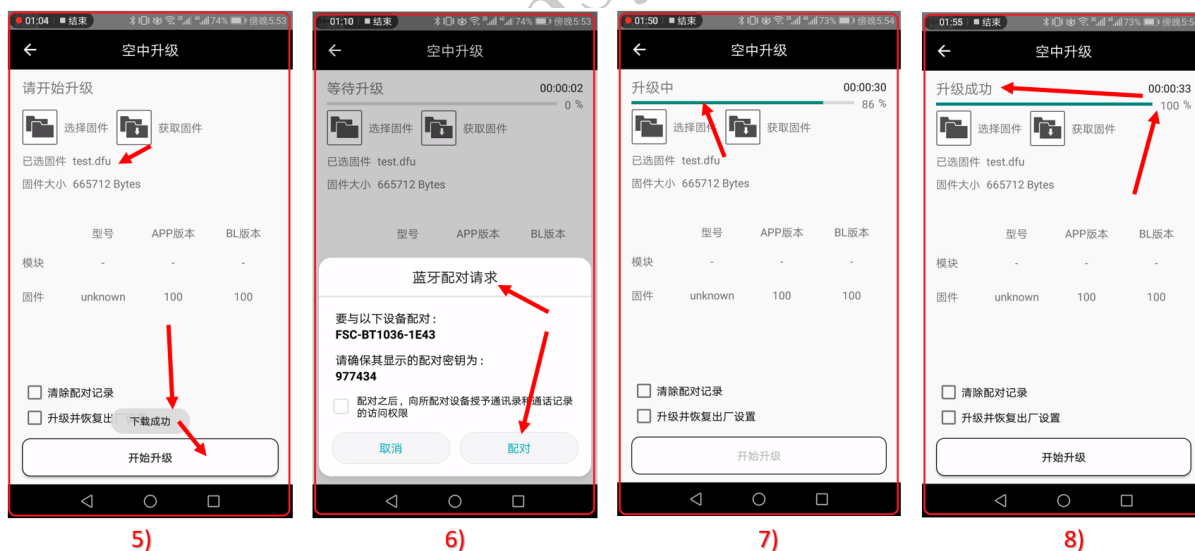 01:04 结束 74% 傍晚5:53
空中升级
请开始升级
选择固件 获取固件
已选固件 test.dfu
固件大小 665712 Bytes
型号 APP版本 BL版本
模块 - - -
固件 unknown 100 100
清除配对记录
升级并恢复出
下载成功
开始升级
5)
01:10 结束 74% 傍晚5:53
空中升级
等待升级 00:00:02
0 %
选择固件 获取固件
已选固件 test.dfu
固件大小 665712 Bytes
型号 APP版本 BL版本
蓝牙配对请求
要与以下设备配对：
FSC-BT1036-1E43
请确保其显示的配对密钥为：
977434
配对之后，向所配对设备授予通讯录和通话记录
的访问权限
取消 配对
6)
01:50 结束 73% 傍晚5:54
空中升级
升级中 00:00:30
86 %
选择固件 获取固件
已选固件 test.dfu
固件大小 665712 Bytes
型号 APP版本 BL版本
模块 - - -
固件 unknown 100 100
清除配对记录
升级并恢复出厂设置
开始升级
7)
01:55 结束 73% 傍晚5:5
空中升级
升级成功 00:00:33
100 %
选择固件 获取固件
已选固件 test.dfu
固件大小 665712 Bytes
型号 APP版本 BL版本
模块 - - -
固件 unknown 100 100
清除配对记录
升级并恢复出厂设置
开始升级
8)